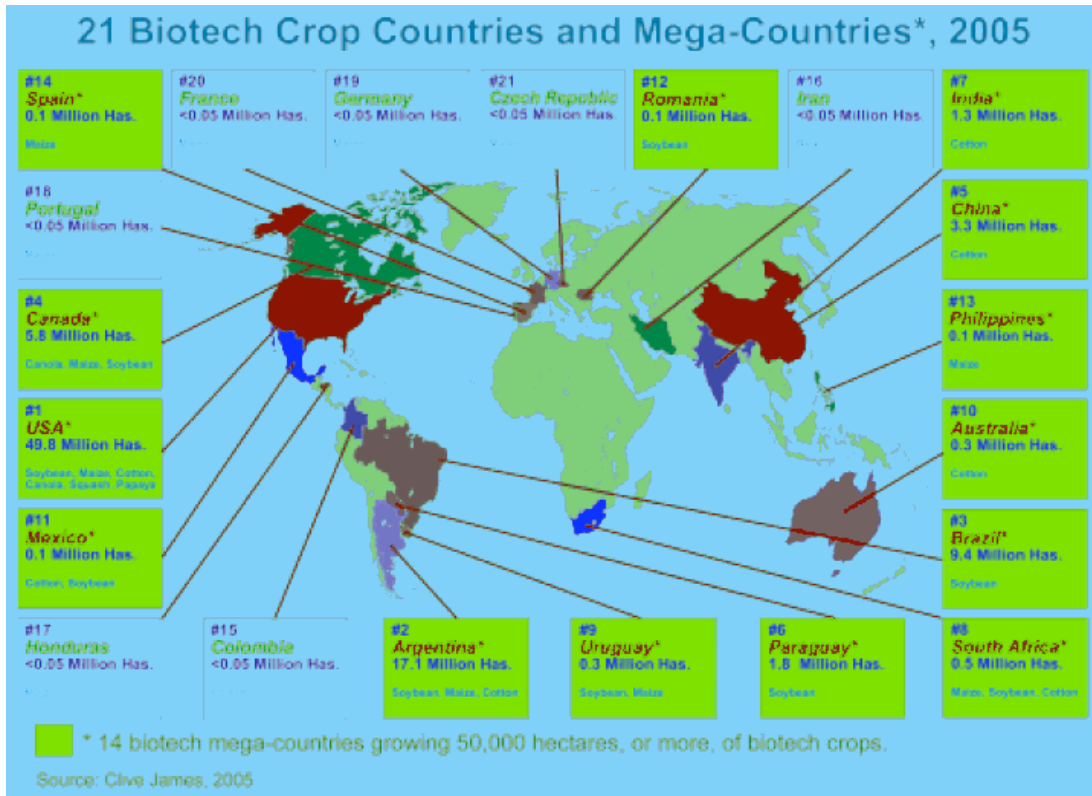 21 Biotech Crop Countries and Mega-Countries*, 2005
#14
Spain*
0.1 Million Has.
Maize
#20
France
<0.05 Million Has.
#19
Germany
<0.05 Million Has.
#21
Czech Republic
<0.05 Million Has.
#12
Romania*
0.1 Million Has.
Soybean
#16
Iran
<0.05 Million Has.
#7
India*
1.3 Million Has.
Cotton
#18
Portugal
<0.05 Million Has.
#5
China*
3.3 Million Has.
Cotton
#4
Canada*
5.8 Million Has.
Canola, Maize, Soybean
#13
Philippines*
0.1 Million Has.
Maize
#1
USA*
49.8 Million Has.
Soybean, Maize, Cotton,
Canola, Squash, Papaya
#10
Australia*
0.3 Million Has.
Cotton
#11
Mexico*
0.1 Million Has.
Cotton, Soybean
#3
Brazil*
9.4 Million Has.
Soybean
#17
Honduras
<0.05 Million Has.
#15
Colombia
<0.05 Million Has.
#2
Argentina*
17.1 Million Has.
Soybean, Maize, Cotton
#9
Uruguay*
0.3 Million Has.
Soybean, Maize
#6
Paraguay*
1.8 Million Has.
Soybean
#8
South Africa*
0.5 Million Has.
Maize, Soybean, Cotton
* 14 biotech mega-countries growing 50,000 hectares, or more, of biotech crops.
Source: Clive James, 2005